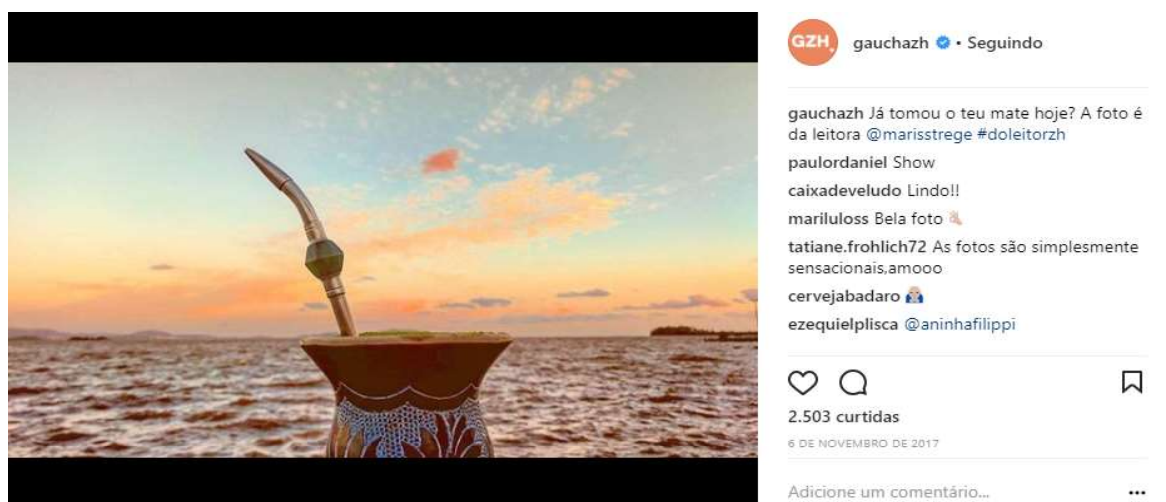 GZH
gauchazh • Seguindo
gauchazh Já tomou o teu mate hoje? A foto é
da leitora @marisstrege #doleitorzh
paulordaniel Show
caixadeveludo Lindo!!
mariluloss Bela foto 👌🏻
tatiane.frohlich72 As fotos são simplesmente
sensacionais,amooo
cervejabadaro
ezequielplisca @aninhafilippi
2.503 curtidas
6 DE NOVEMBRO DE 2017
Adicione um comentário...